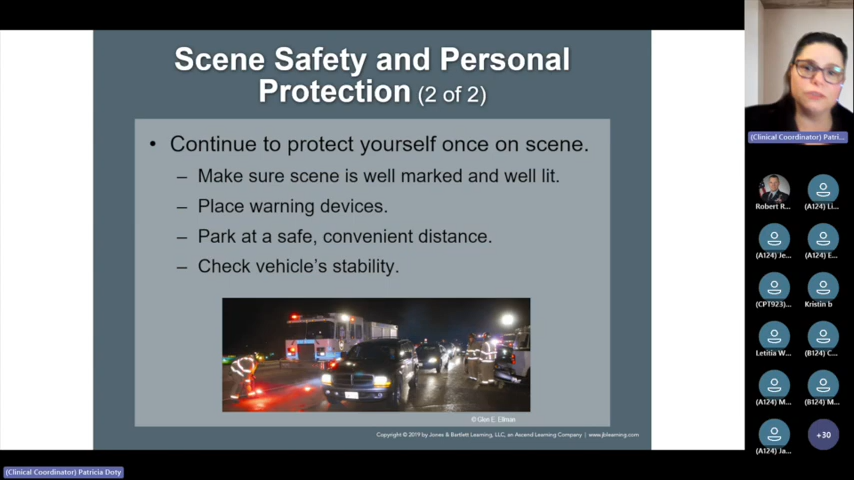 Scene Safety and Personal
Protection (2 of 2)
• Continue to protect yourself once on scene.
– Make sure scene is well marked and well lit.
– Place warning devices.
– Park at a safe, convenient distance.
– Check vehicle's stability.
© Glen E. Ellman
Copyright © 2019 by Jones & Bartlett Learning, LLC, an Ascend Learning Company | www.jblearning.com
(Clinical Coordinator) Patri...
Robert R... (A124) Li...
(A124) Je... (A124) E...
(CPT923)... Kristin b
Letitia W... (B124) C...
(A124) M... (B124) M...
(A124) Ja... +30
(Clinical Coordinator) Patricia Doty